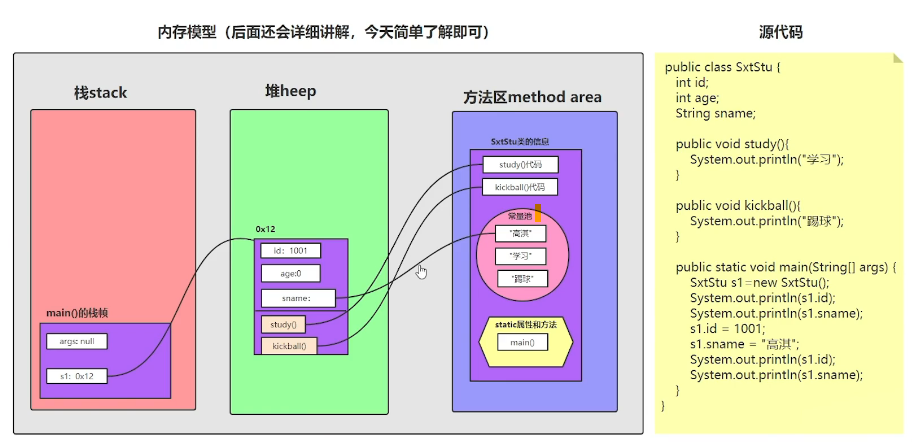 内存模型（后面还会详细讲解，今天简单了解即可）
源代码
栈stack
堆heep
方法区method area
main()的栈帧
args: null
s1: 0x12
0x12
id: 1001
age:0
sname:
study()
kickball()
SxtStu类的信息
study()代码
kickball()代码
常量池
"高淇"
"学习"
"踢球"
static属性和方法
main()
public class SxtStu {
int id;
int age;
String sname;
public void study(){
System.out.println("学习");
}
public void kickball(){
System.out.println("踢球");
}
public static void main(String[] args) {
SxtStu s1=new SxtStu();
System.out.println(s1.id);
System.out.println(s1.sname);
s1.id = 1001;
s1.sname = "高淇";
System.out.println(s1.id);
System.out.println(s1.sname);
}
}